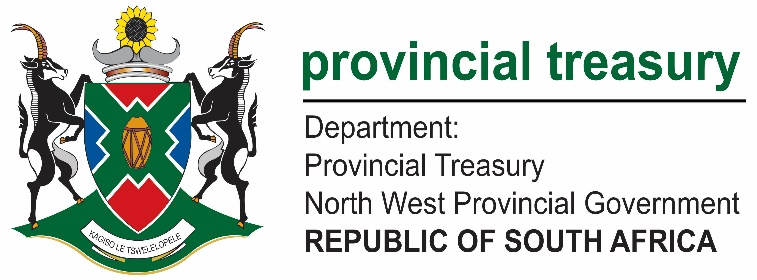 KAGISO LE TSWELELOPELE
provincial treasury
Department:
Provincial Treasury
North West Provincial Government
REPUBLIC OF SOUTH AFRICA